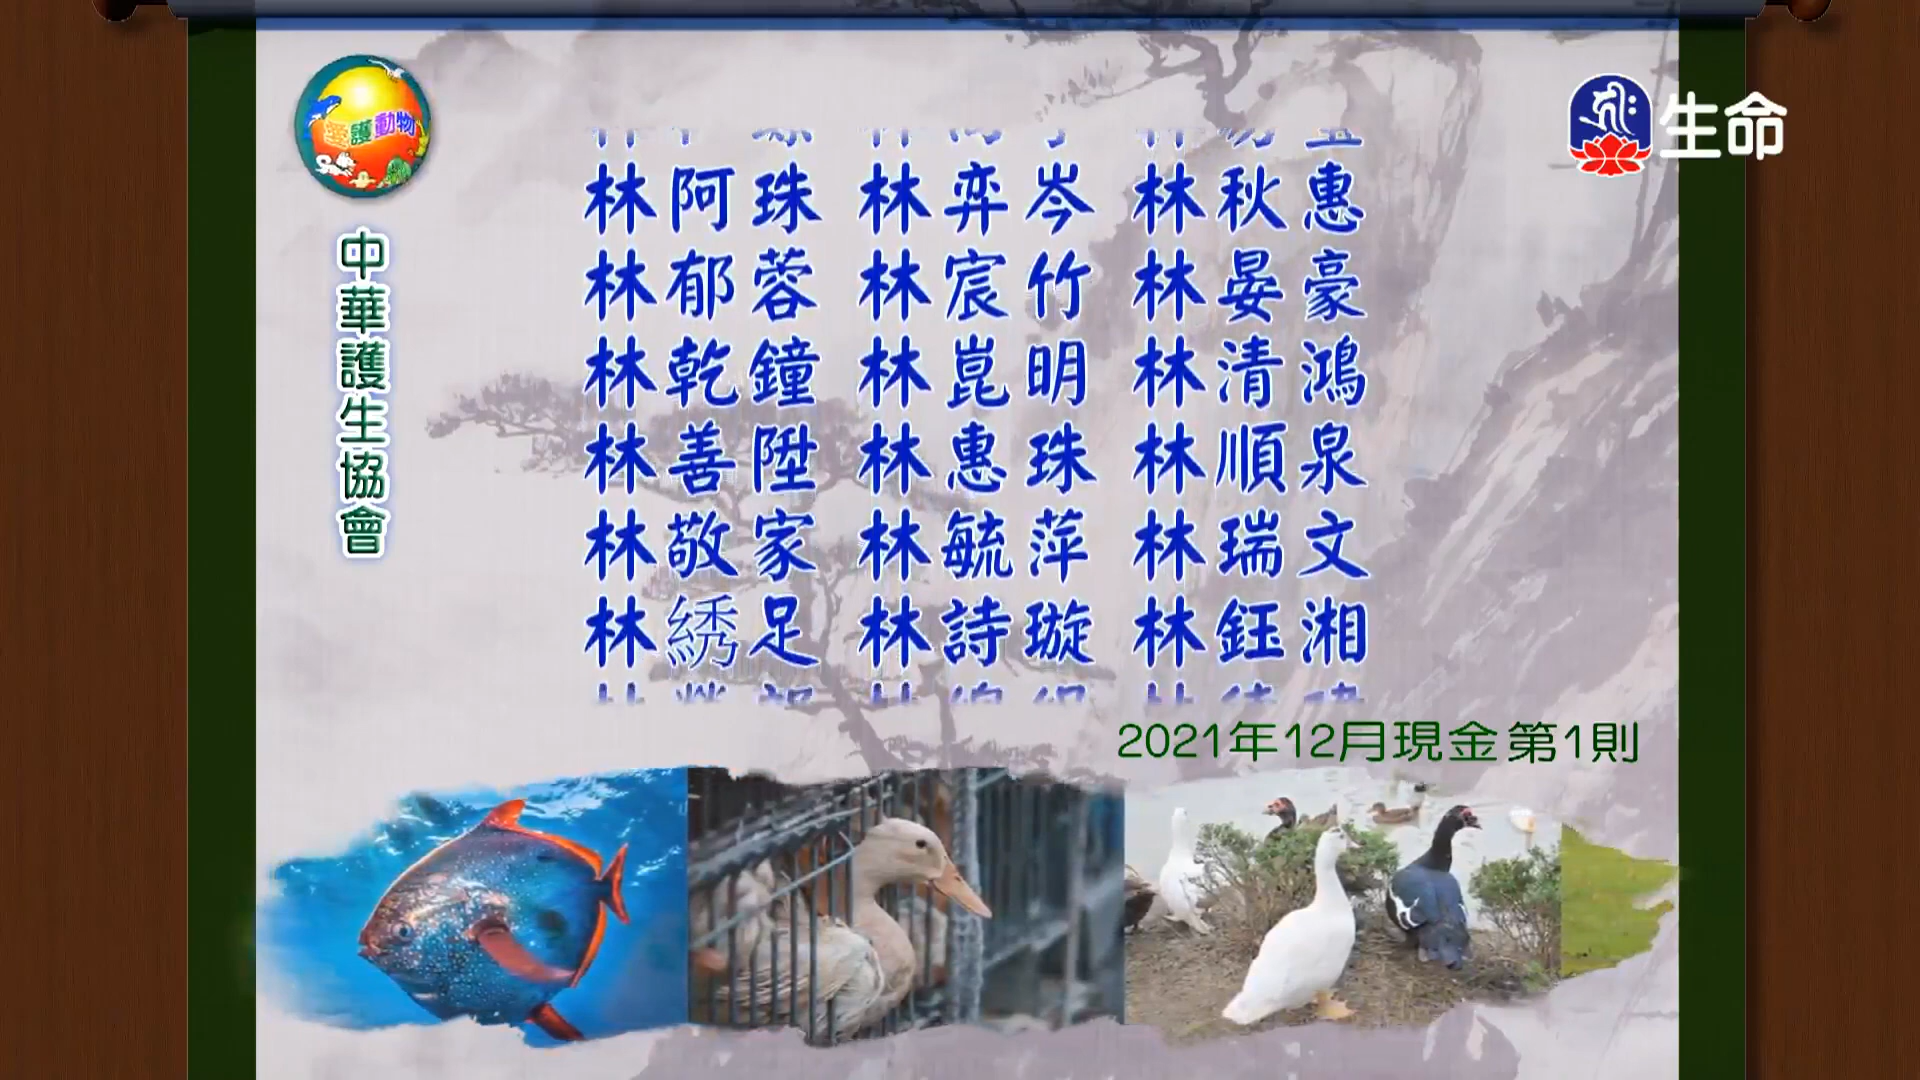 愛護動物
生命
中華護生協會
林阿珠 林弈岑 林秋惠
林郁蓉 林宸竹 林晏豪
林乾鐘 林崑明 林清鴻
林善陞 林惠珠 林順泉
林敬家 林毓萍 林瑞文
林綉足 林詩璇 林鈺湘
2021年12月現金第1則